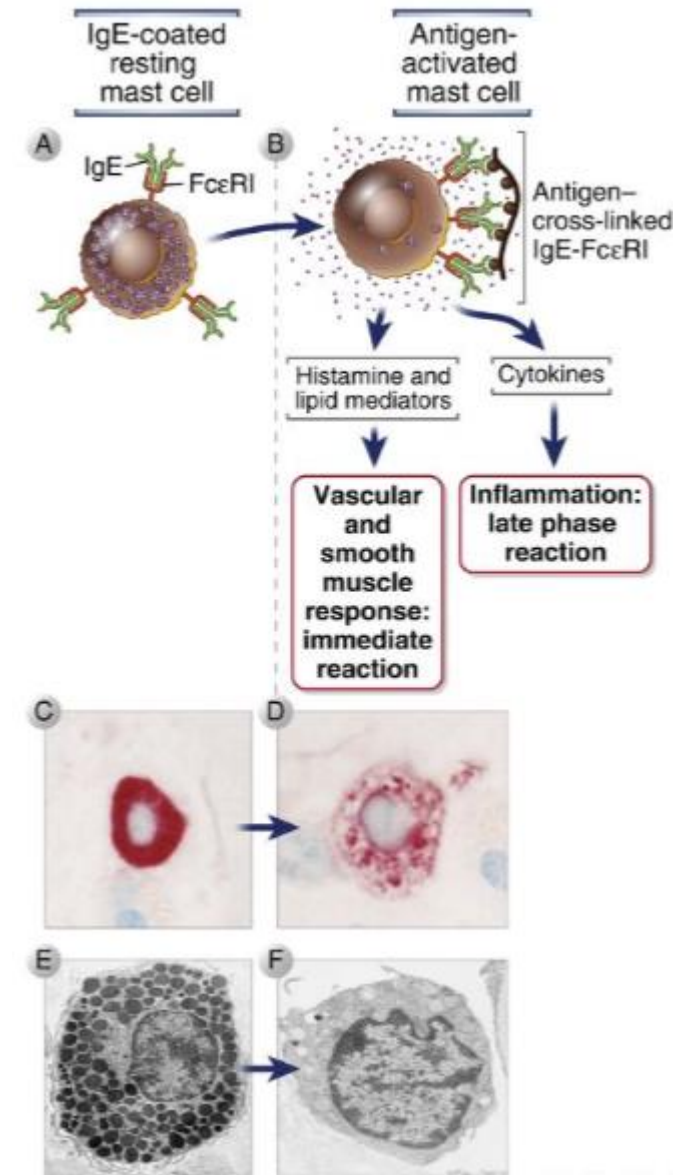 IgE-coated
resting
mast cell
Antigen-
activated
mast cell
A
IgE
FcεRI
B
Antigen–
cross-linked
IgE-FcεRI
Histamine and
lipid mediators
Cytokines
Vascular
and
smooth
muscle
response:
immediate
reaction
Inflammation:
late phase
reaction
C
D
E
F